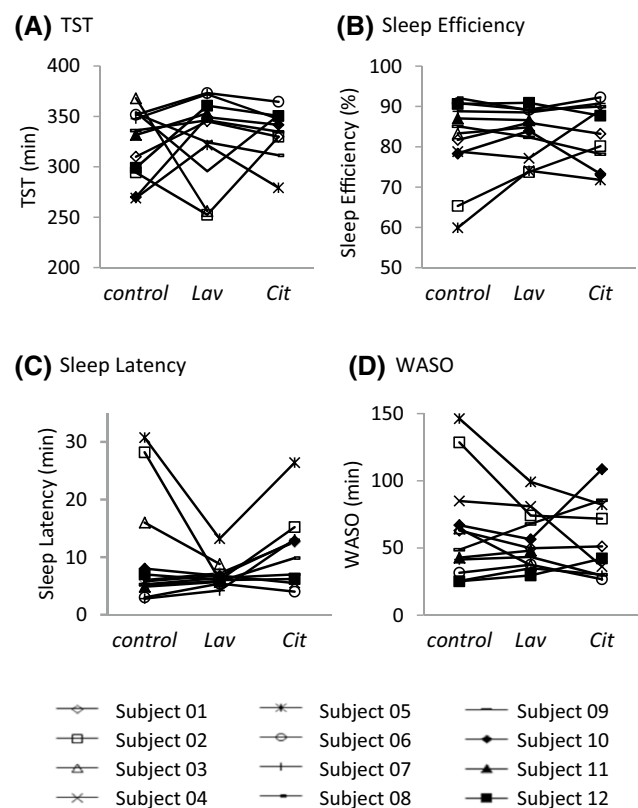 (A) TST
(B) Sleep Efficiency
400
350
300
250
200
TST (min)
control Lav Cit
100
90
80
70
60
50
Sleep Efficiency (%)
control Lav Cit
(C) Sleep Latency
(D) WASO
30
20
10
0
Sleep Latency (min)
control Lav Cit
150
100
50
0
WASO (min)
control Lav Cit
Subject 01
Subject 02
Subject 03
Subject 04
Subject 05
Subject 06
Subject 07
Subject 08
Subject 09
Subject 10
Subject 11
Subject 12